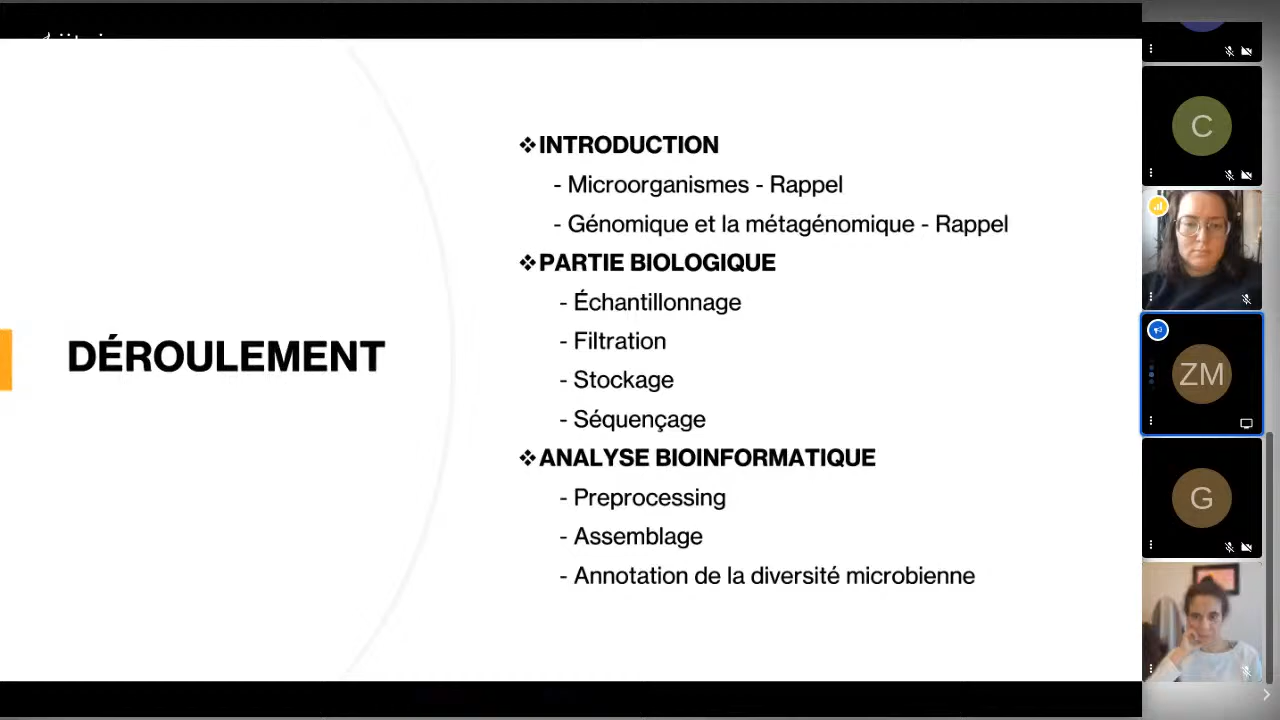 DÉROULEMENT
❖INTRODUCTION
- Microorganismes - Rappel
- Génomique et la métagénomique - Rappel
❖PARTIE BIOLOGIQUE
- Échantillonnage
- Filtration
- Stockage
- Séquençage
❖ANALYSE BIOINFORMATIQUE
- Preprocessing
- Assemblage
- Annotation de la diversité microbienne
C
ZM
G